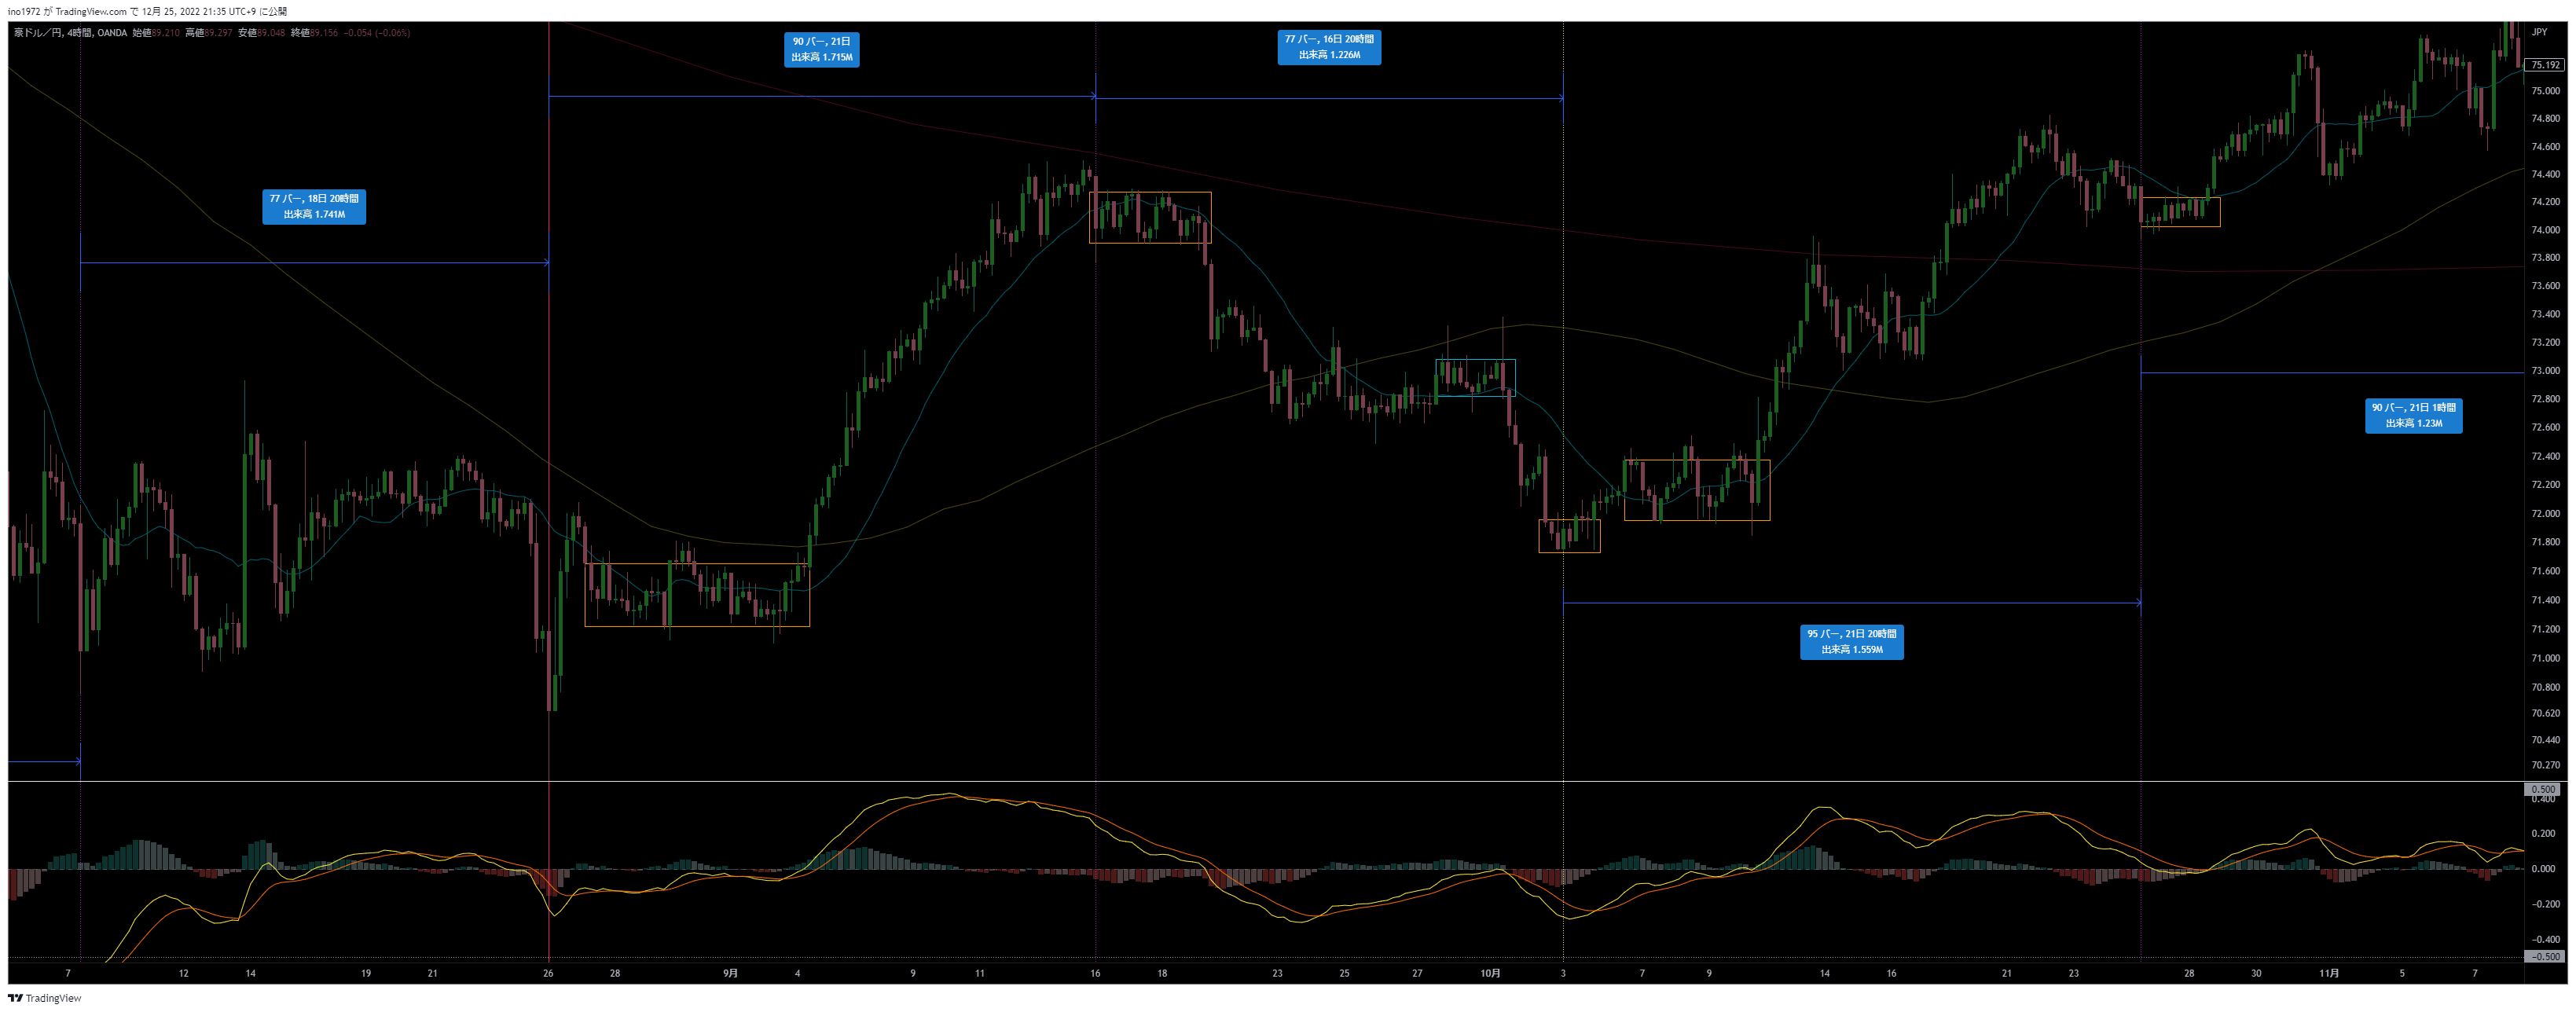 ino1972 が TradingView.com で 12月 25, 2022 21:35 UTC+9 に公開
豪ドル／円, 4時間, OANDA 始値89.210 高値89.297 安値89.048 終値89.156 −0.054 (−0.06%)
JPY
90 バー, 21日
出来高 1.715M
77 バー, 16日 20時間
出来高 1.226M
77 バー, 18日 20時間
出来高 1.741M
90 バー, 21日 1時間
出来高 1.23M
95 バー, 21日 20時間
出来高 1.559M
75.192
75.000
74.800
74.600
74.400
74.200
74.000
73.800
73.600
73.400
73.200
73.000
72.800
72.600
72.400
72.200
72.000
71.800
71.600
71.400
71.200
71.000
70.800
70.620
70.440
70.270
0.500
0.400
0.200
0.000
−0.200
−0.400
−0.500
7 12 14 19 21 26 28 9月 4 9 11 16 18 23 25 27 10月 3 7 9 14 16 21 23 28 30 11月 5 7
TradingView